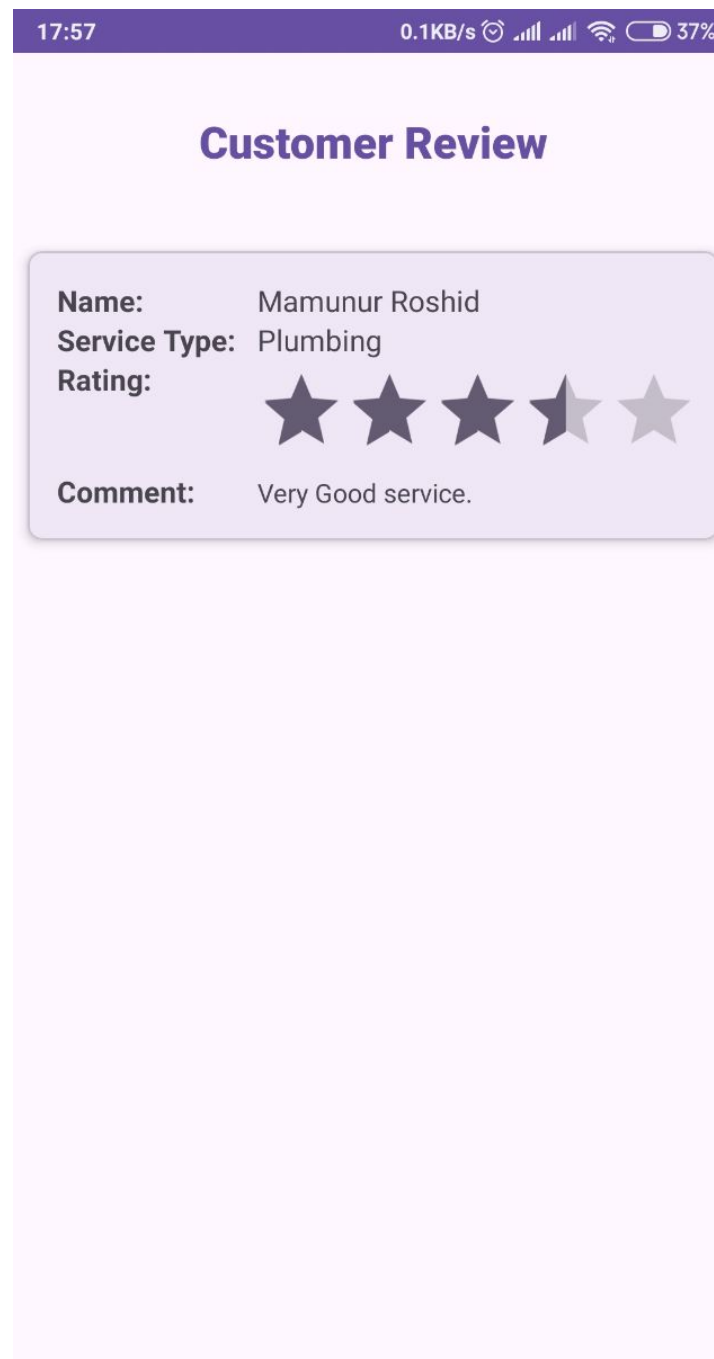 17:57 0.1KB/s 37%
Customer Review
Name: Mamunur Roshid
Service Type: Plumbing
Rating:
Comment: Very Good service.